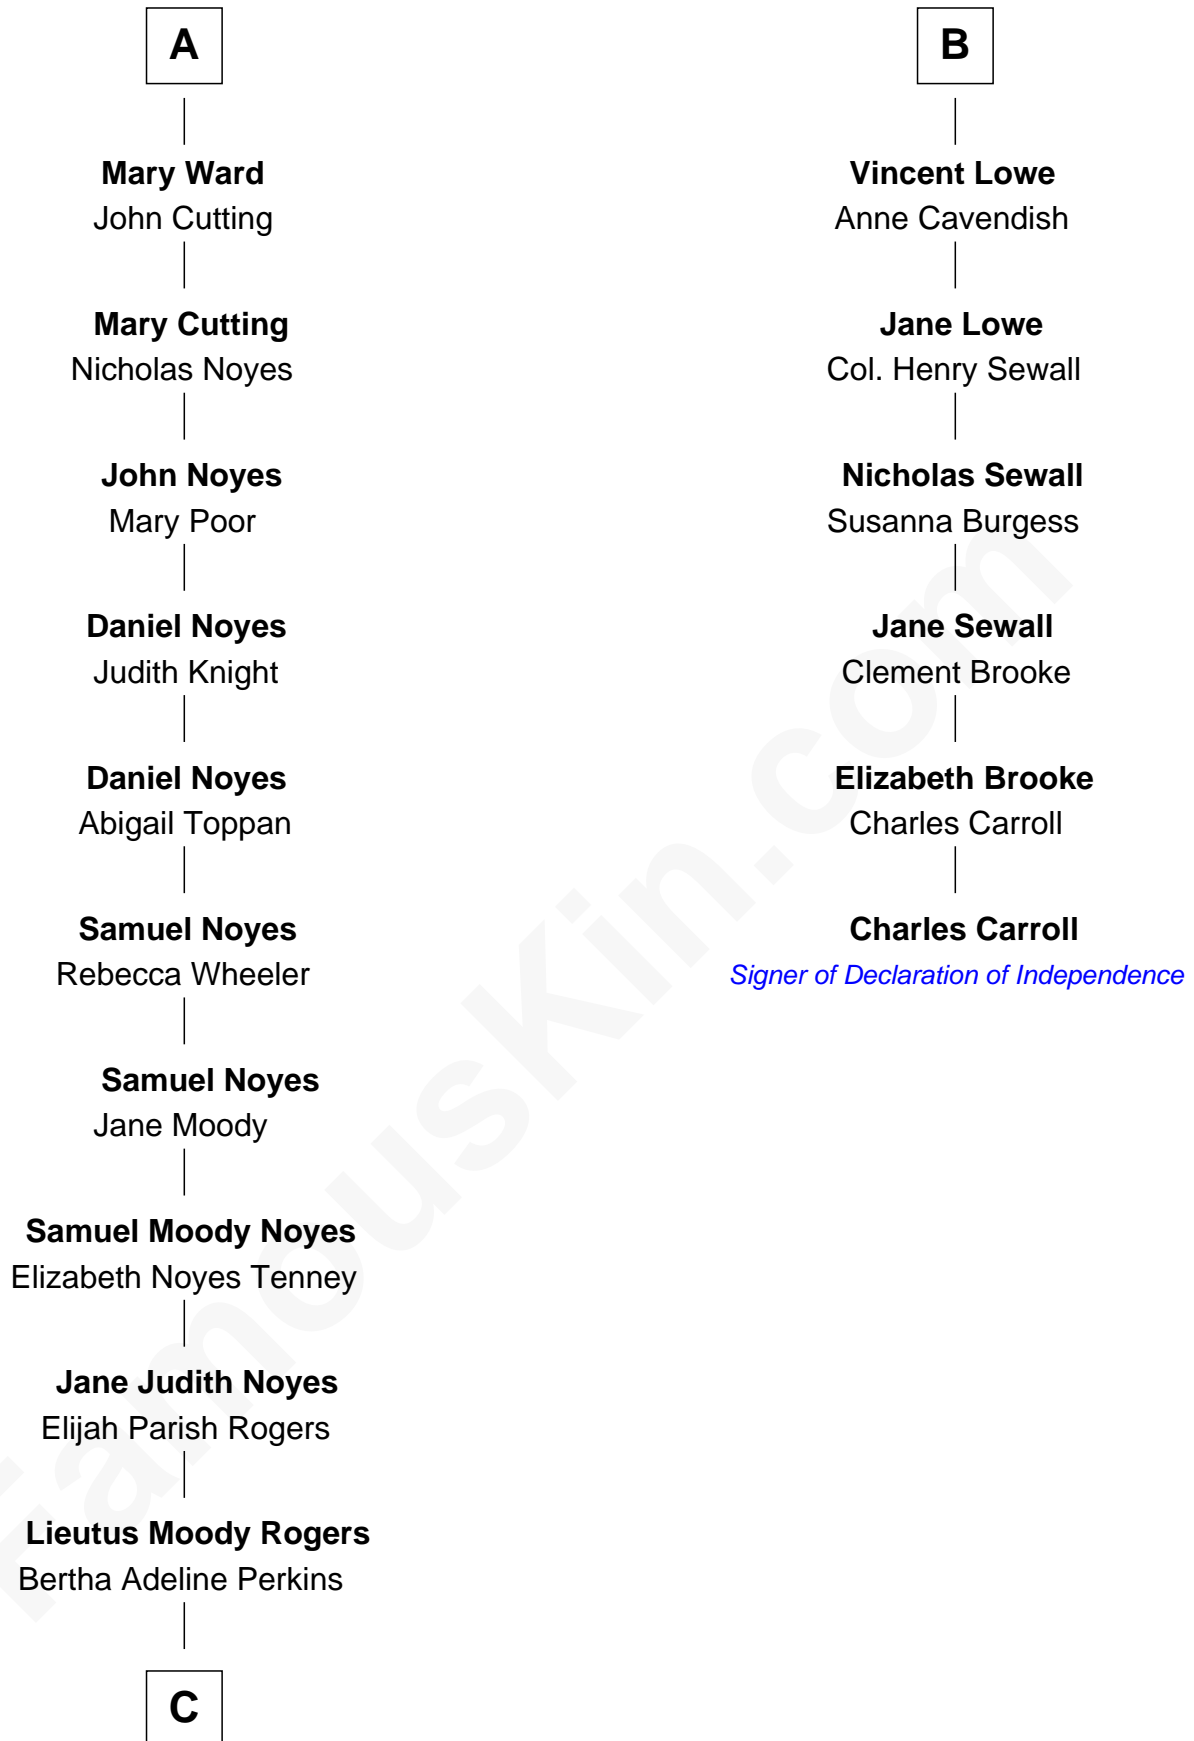 A
Mary Ward
John Cutting
Mary Cutting
Nicholas Noyes
John Noyes
Mary Poor
Daniel Noyes
Judith Knight
Daniel Noyes
Abigail Toppan
Samuel Noyes
Rebecca Wheeler
Samuel Noyes
Jane Moody
Samuel Moody Noyes
Elizabeth Noyes Tenney
Jane Judith Noyes
Elijah Parish Rogers
Lieutus Moody Rogers
Bertha Adeline Perkins
C
B
Vincent Lowe
Anne Cavendish
Jane Lowe
Col. Henry Sewall
Nicholas Sewall
Susanna Burgess
Jane Sewall
Clement Brooke
Elizabeth Brooke
Charles Carroll
Charles Carroll
Signer of Declaration of Independence
FamousKin.com